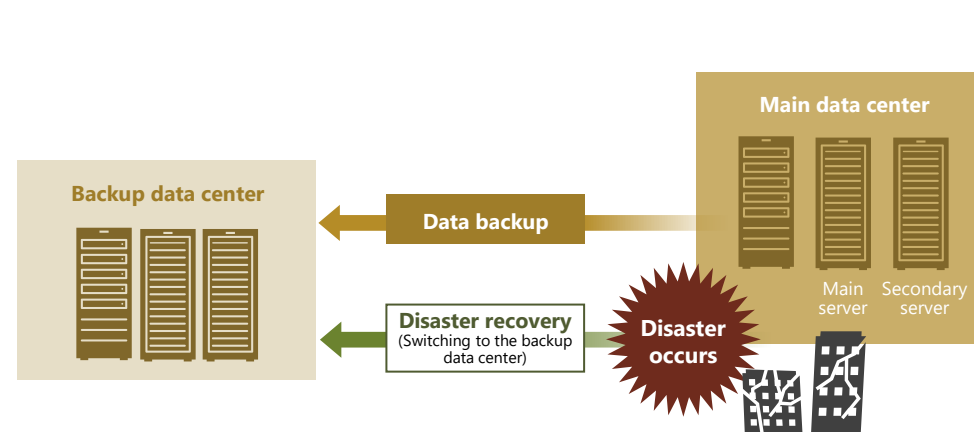 Main data center
Backup data center
Data backup
Main
server
Secondary
server
Disaster recovery
(Switching to the backup
data center)
Disaster
occurs